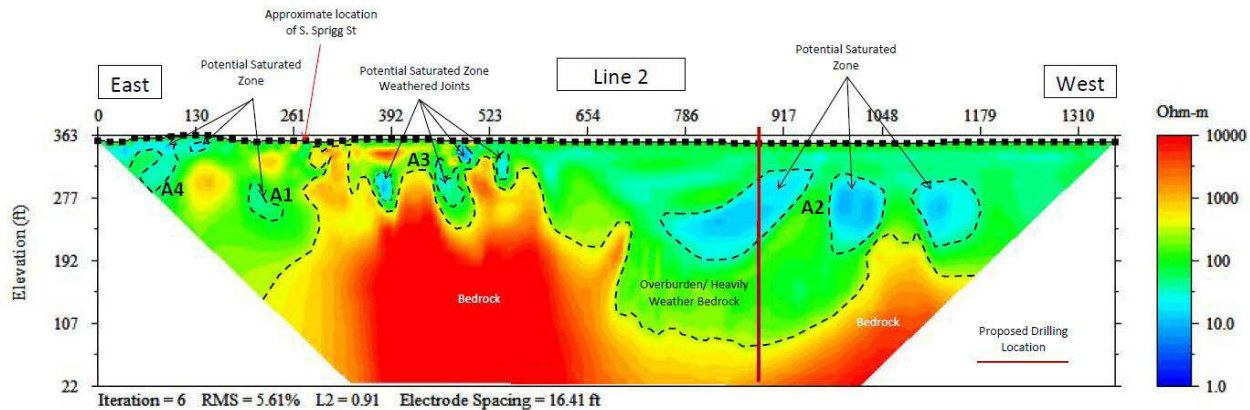 Approximate location
of S. Sprigg St
Potential Saturated
Zone
Potential Saturated Zone
Weathered Joints
Potential Saturated
Zone
East
Line 2
West
0 130 261 392 523 654 786 917 1048 1179 1310
Ohm-m
363
277
192
107
22
Elevation (ft)
A4
A1
A3
A2
Bedrock
Overburden/ Heavily
Weather Bedrock
Bedrock
Proposed Drilling
Location
10000
1000
100
10.0
1.0
Iteration = 6 RMS = 5.61% L2 = 0.91 Electrode Spacing = 16.41 ft